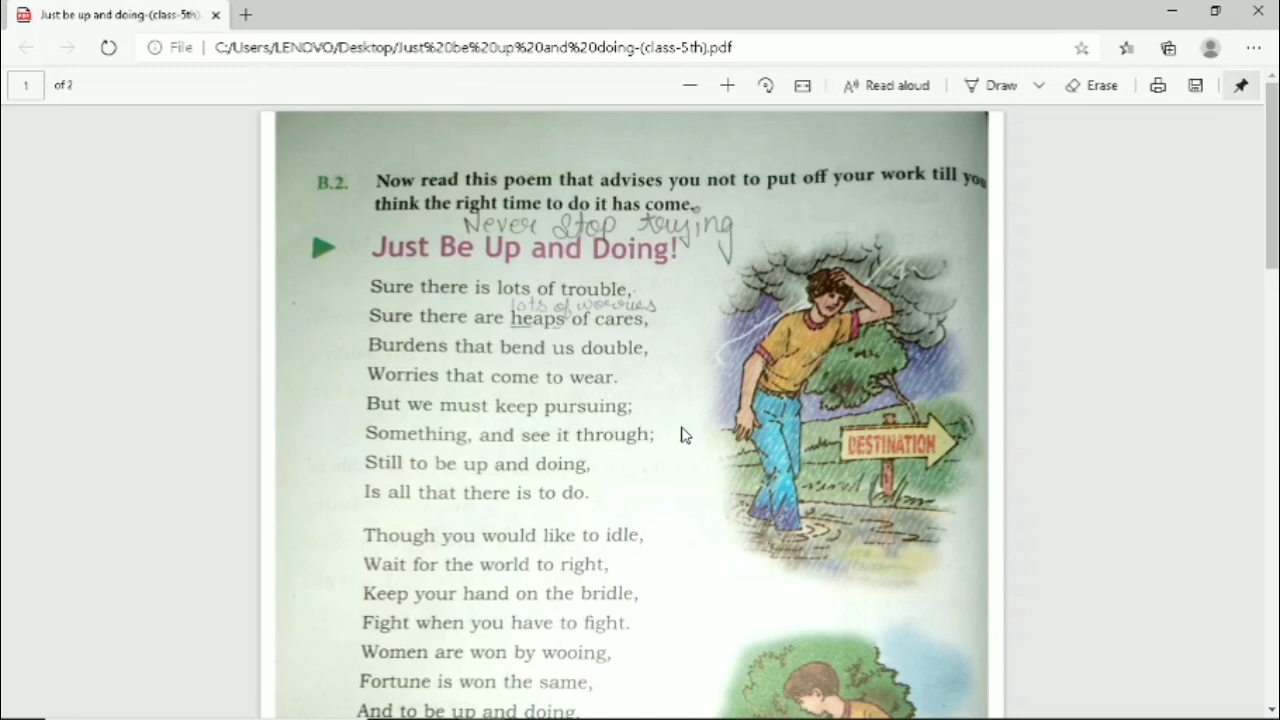 Just be up and doing-(class-5th).
File
C:/Users/LENOVO/Desktop/Just%20be%20up%20and%20doing-(class-5th).pdf
1 of 2
Read aloud
Draw
Erase
B.2. Now read this poem that advises you not to put off your work till you
think the right time to do it has come.
Never Stop trying
Just Be Up and Doing!
Sure there is lots of trouble,
lots of worries
Sure there are heaps of cares,
Burdens that bend us double,
Worries that come to wear.
But we must keep pursuing;
Something, and see it through;
Still to be up and doing,
Is all that there is to do.
DESTINATION
Though you would like to idle,
Wait for the world to right,
Keep your hand on the bridle,
Fight when you have to fight.
Women are won by wooing,
Fortune is won the same,
And to be up and doing,